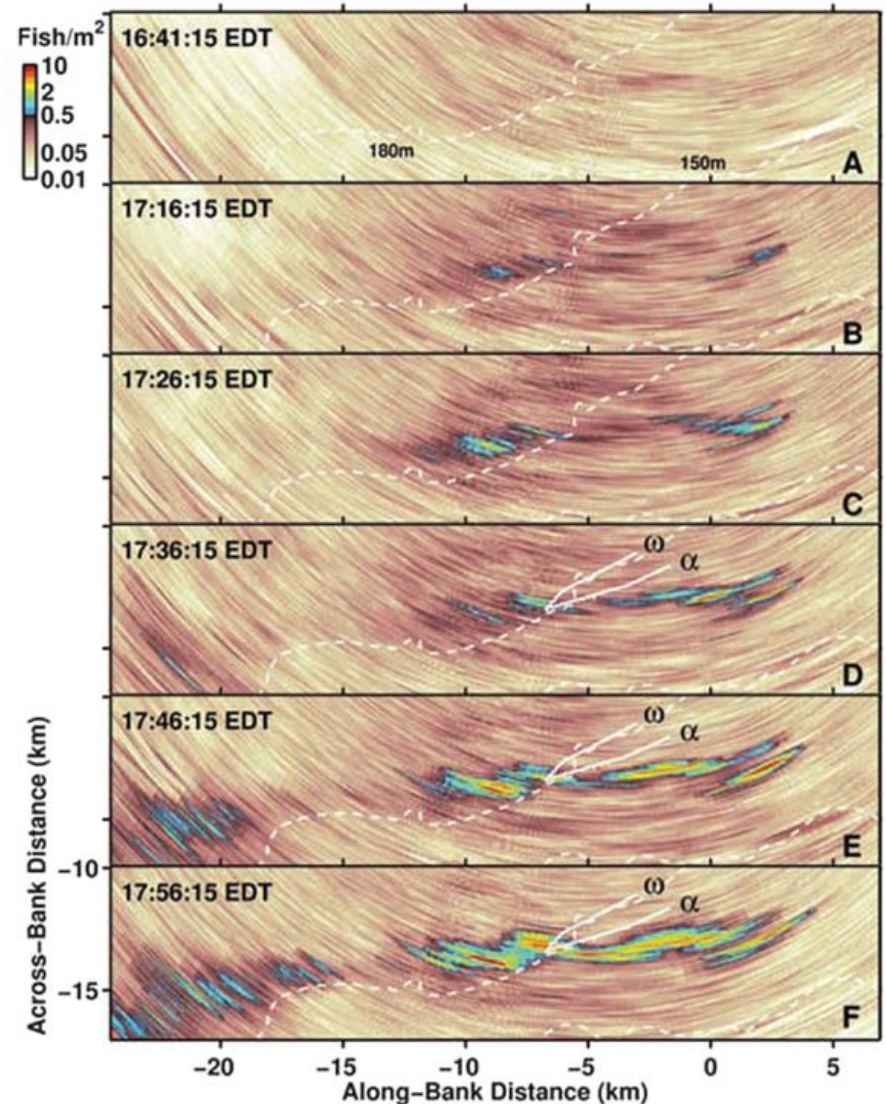 Fish/m²
10
2
0.5
0.05
0.01
16:41:15 EDT
180m
150m
A
17:16:15 EDT
B
17:26:15 EDT
C
17:36:15 EDT
ω
α
D
17:46:15 EDT
ω
α
E
−10
17:56:15 EDT
ω
α
−15
F
Across−Bank Distance (km)
−20 −15 −10 −5 0 5
Along−Bank Distance (km)